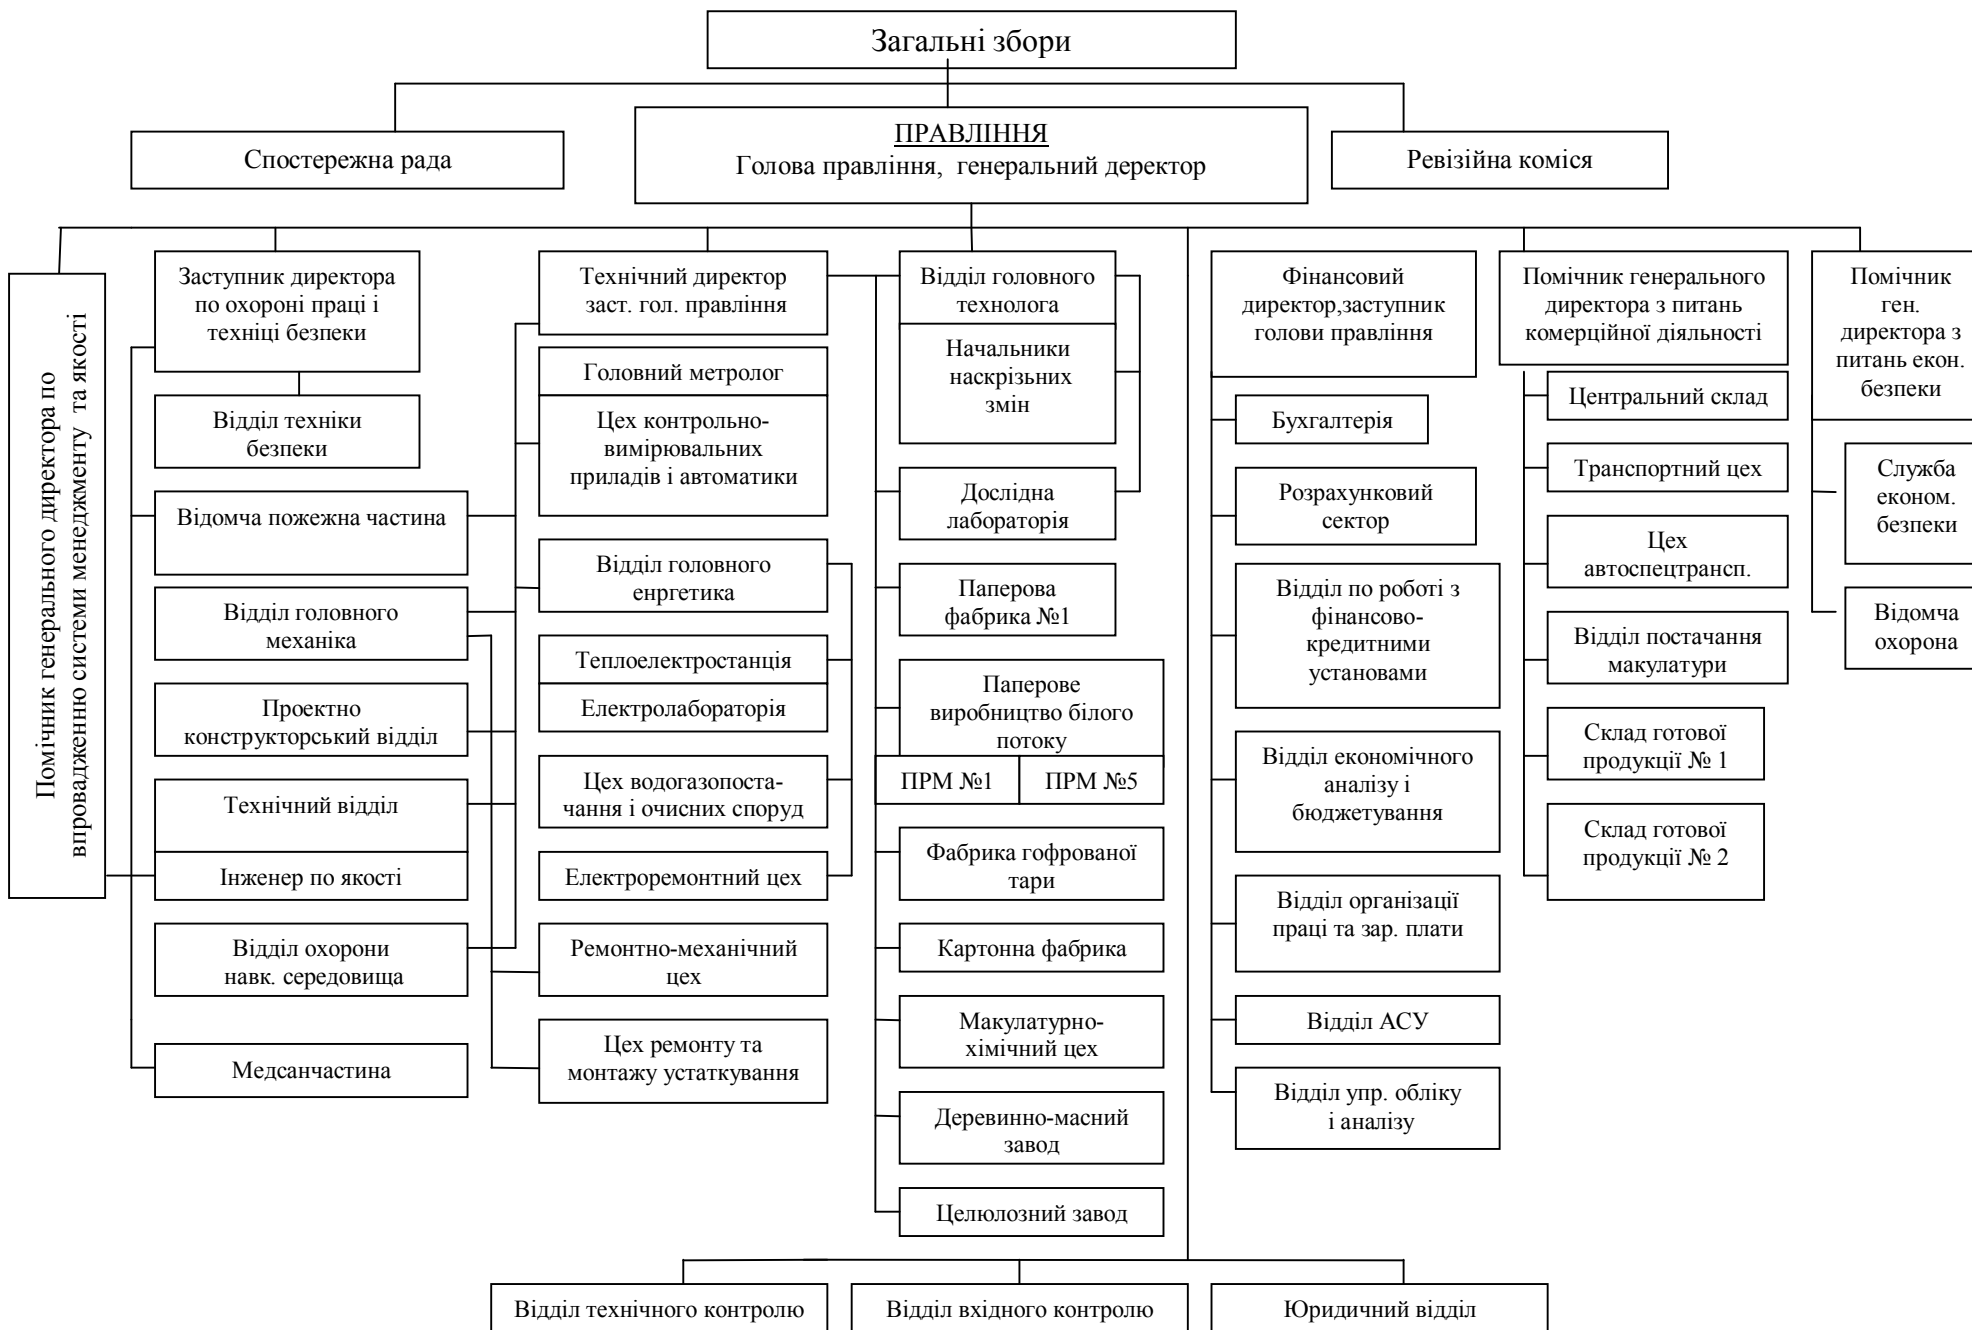 Загальні збори
Спостережна рада
ПРАВЛІННЯ
Голова правління, генеральний деректор
Ревізійна коміся
Помічник генерального директора по
впровадженню системи менеджменту та якості
Заступник директора
по охороні праці і
техніці безпеки
Відділ техніки
безпеки
Відомча пожежна частина
Відділ головного
механіка
Проектно
конструкторський відділ
Технічний відділ
Інженер по якості
Відділ охорони
навк. середовища
Медсанчастина
Технічний директор
заст. гол. правління
Головний метролог
Цех контрольно-
вимірювальних
приладів і автоматики
Відділ головного
енргетика
Теплоелектростанція
Електролабораторія
Цех водогазопоста-
чання і очисних споруд
Електроремонтний цех
Ремонтно-механічний
цех
Цех ремонту та
монтажу устаткування
Відділ головного
технолога
Начальники
наскрізьних
змін
Дослідна
лабораторія
Паперова
фабрика №1
Паперове
виробництво білого
потоку
ПРМ №1
ПРМ №5
Фабрика гофрованої
тари
Картонна фабрика
Макулатурно-
хімічний цех
Деревинно-масний
завод
Целюлозний завод
Фінансовий
директор,заступник
голови правління
Бухгалтерія
Розрахунковий
сектор
Відділ по роботі з
фінансово-
кредитними
установами
Відділ економічного
аналізу і
бюджетування
Відділ організації
праці та зар. плати
Відділ АСУ
Відділ упр. обліку
і аналізу
Помічник генерального
директора з питань
комерційної діяльності
Центральний склад
Транспортний цех
Цех
автоспецтрансп.
Відділ постачання
макулатури
Склад готової
продукції № 1
Склад готової
продукції № 2
Помічник
ген.
директора з
питань екон.
безпеки
Служба
економ.
безпеки
Відомча
охорона
Відділ технічного контролю
Відділ вхідного контролю
Юридичний відділ